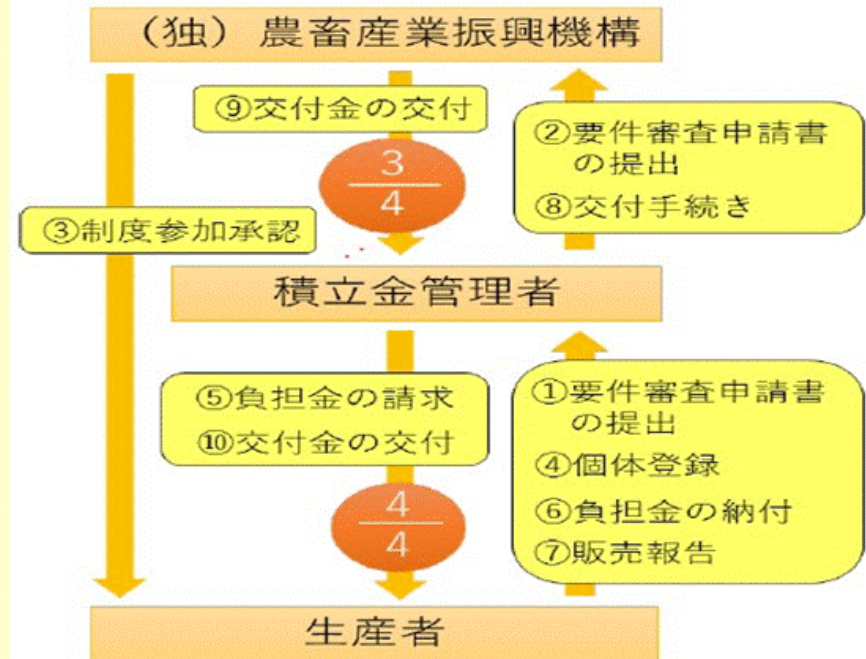 （独）農畜産業振興機構
⑨交付金の交付
3
4
②要件審査申請書
の提出
⑧交付手続き
③制度参加承認
積立金管理者
⑤負担金の請求
⑩交付金の交付
4
4
①要件審査申請書
の提出
④個体登録
⑥負担金の納付
⑦販売報告
生産者